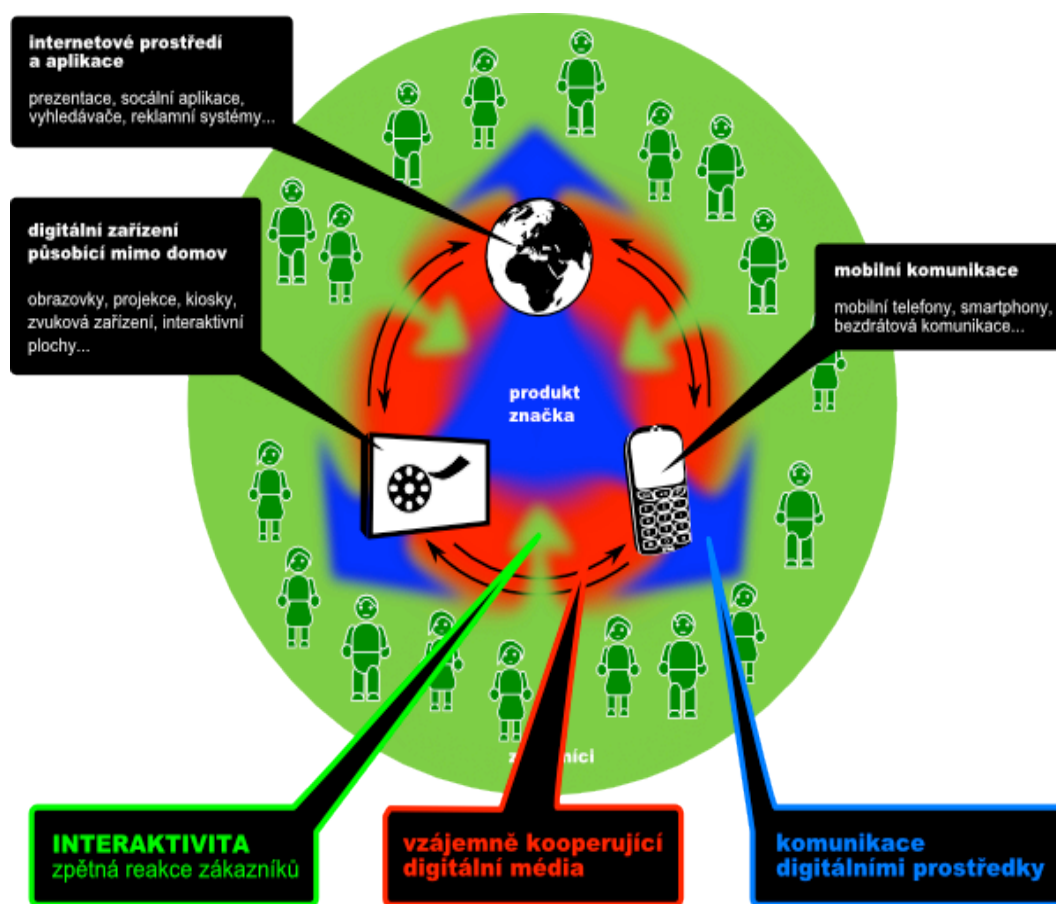 internetové prostředí
a aplikace
prezentace, socální aplikace,
vyhledávače, reklamní systémy...
digitální zařízení
působící mimo domov
obrazovky, projekce, kiosky,
zvuková zařízení, interaktivní
plochy...
mobilní komunikace
mobilní telefony, smartphony,
bezdrátová komunikace...
produkt
značka
INTERAKTIVITA
zpětná reakce zákazníků
vzájemně kooperující
digitální média
komunikace
digitálními prostředky